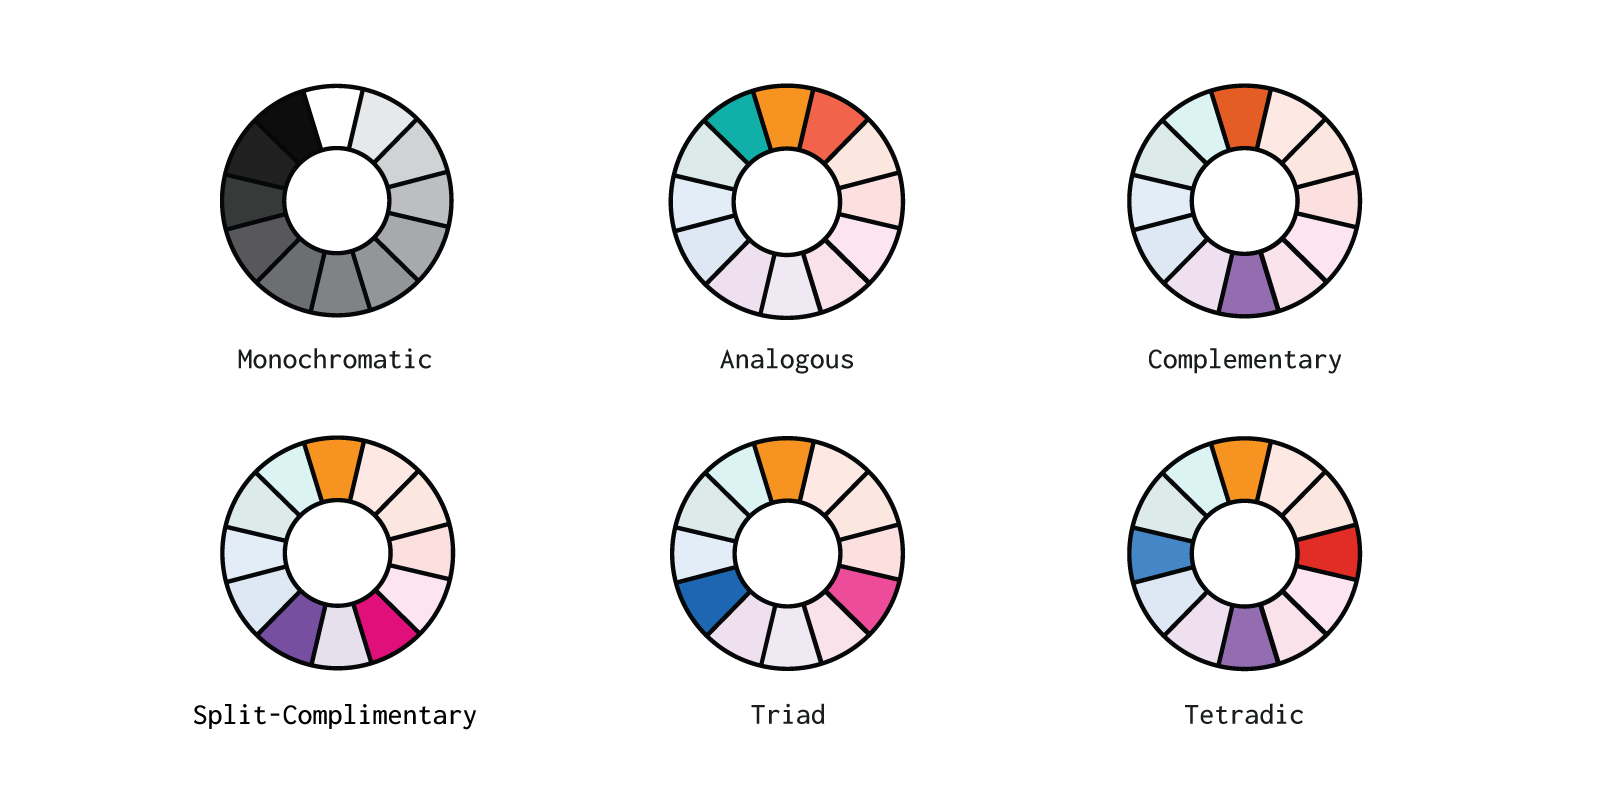 Monochromatic
Analogous
Complementary
Split-Complimentary
Triad
Tetradic